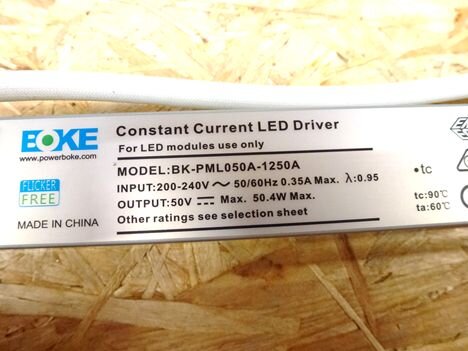 BOKE
Constant Current LED Driver
www.powerboke.com
For LED modules use only
MODEL:BK-PML050A-1250A
FLICKER
FREE
INPUT:200-240V ∼ 50/60Hz 0.35A Max. λ:0.95
OUTPUT:50V ⎓ Max. 50.4W Max.
MADE IN CHINA
Other ratings see selection sheet
•tc
tc:90℃
ta:60℃